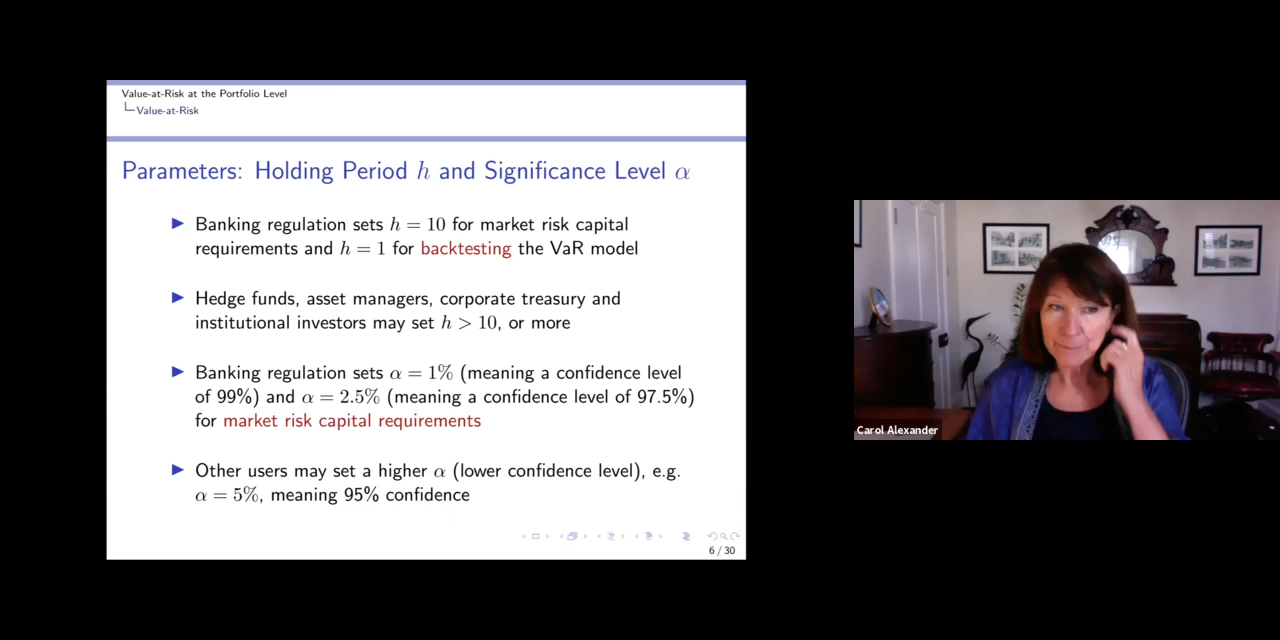 Value-at-Risk at the Portfolio Level
Value-at-Risk
Parameters: Holding Period h and Significance Level α
Banking regulation sets h = 10 for market risk capital
requirements and h = 1 for backtesting the VaR model
Hedge funds, asset managers, corporate treasury and
institutional investors may set h > 10, or more
Banking regulation sets α = 1% (meaning a confidence level
of 99%) and α = 2.5% (meaning a confidence level of 97.5%)
for market risk capital requirements
Other users may set a higher α (lower confidence level), e.g.
α = 5%, meaning 95% confidence
6 / 30
Carol Alexander